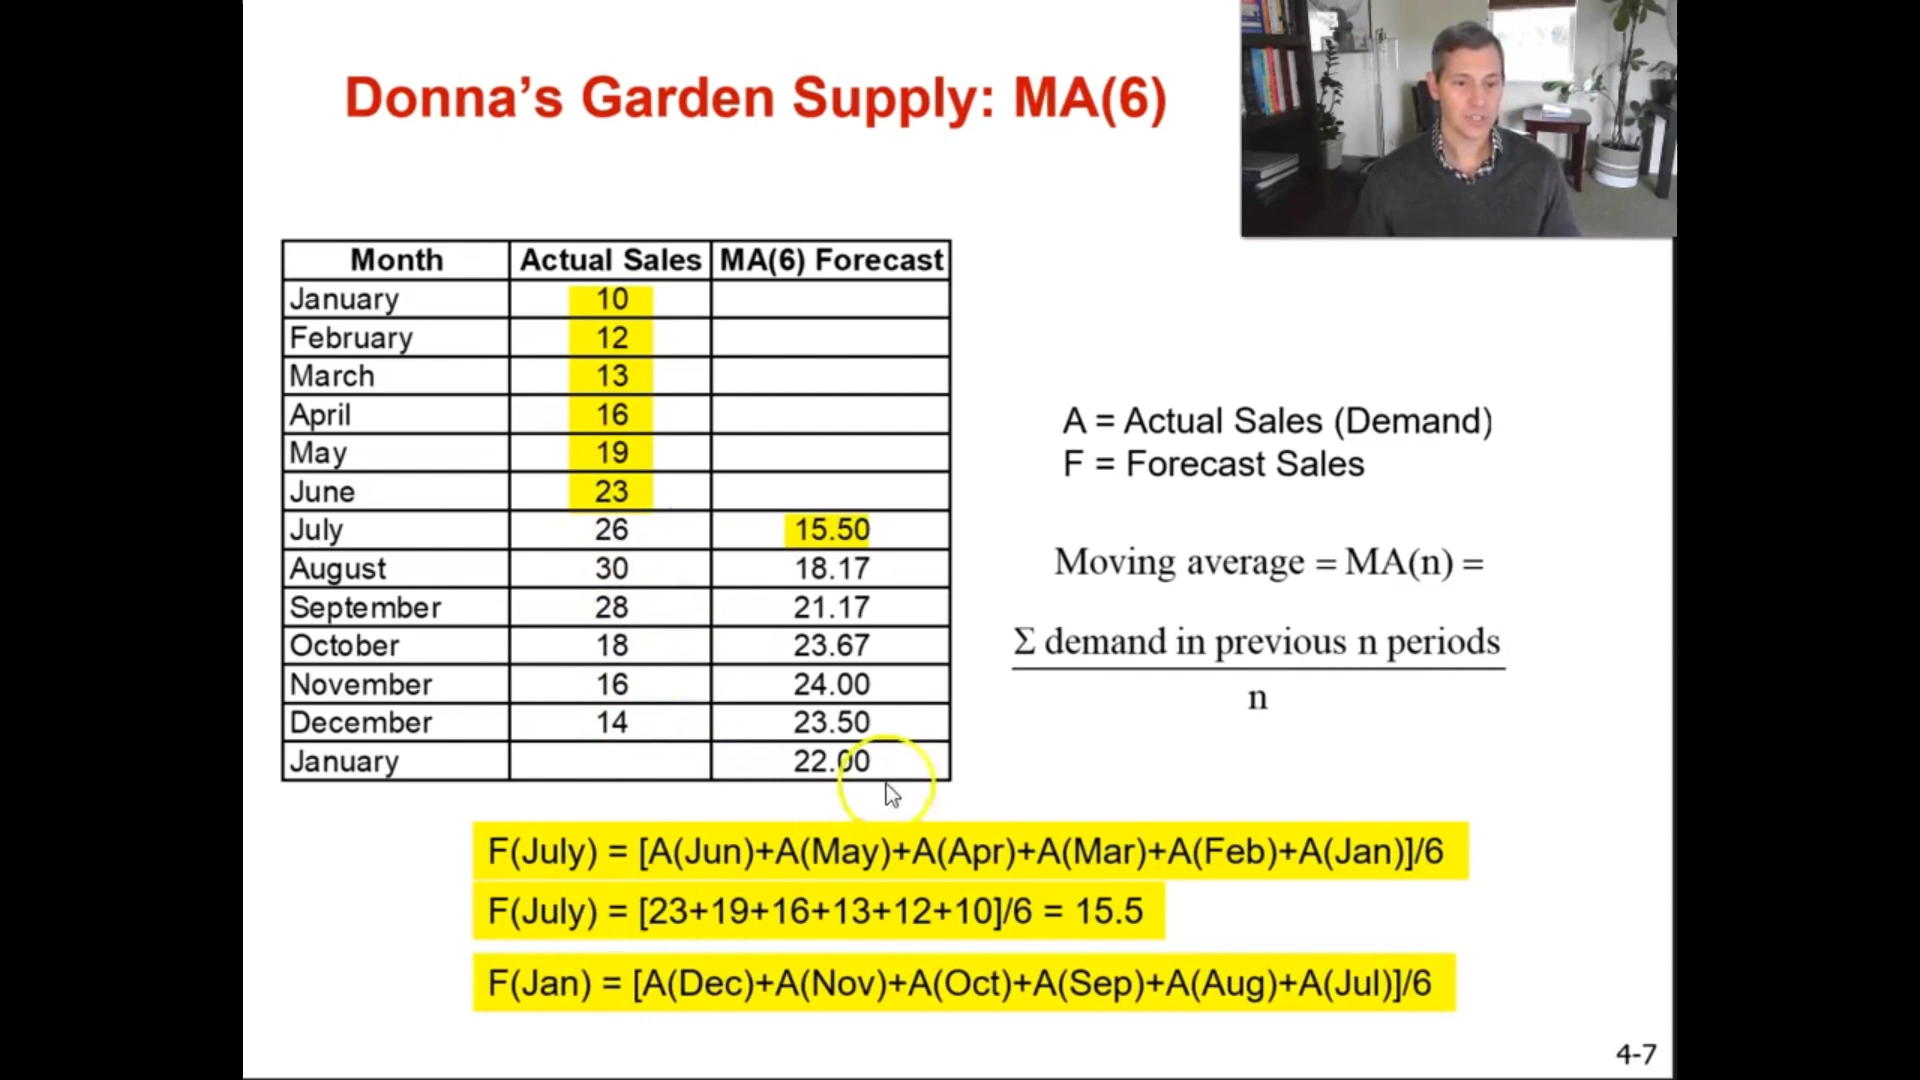 Donna’s Garden Supply: MA(6)
Month Actual Sales MA(6) Forecast
January 10
February 12
March 13
April 16
May 19
June 23
July 26 15.50
August 30 18.17
September 28 21.17
October 18 23.67
November 16 24.00
December 14 23.50
January 22.00
A = Actual Sales (Demand)
F = Forecast Sales
Moving average = MA(n) =
Σ demand in previous n periods
n
F(July) = [A(Jun)+A(May)+A(Apr)+A(Mar)+A(Feb)+A(Jan)]/6
F(July) = [23+19+16+13+12+10]/6 = 15.5
F(Jan) = [A(Dec)+A(Nov)+A(Oct)+A(Sep)+A(Aug)+A(Jul)]/6
4-7